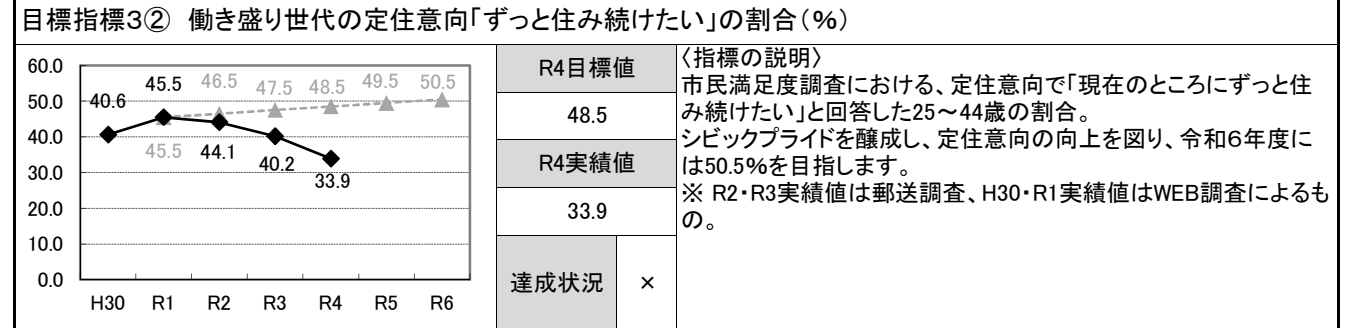 目標指標3② 働き盛り世代の定住意向「ずっと住み続けたい」の割合(%)
60.0
50.0
40.0
30.0
20.0
10.0
0.0
40.6
45.5
46.5
47.5
48.5
49.5
50.5
45.5
44.1
40.2
33.9
H30 R1 R2 R3 R4 R5 R6
R4目標値
48.5
R4実績値
33.9
達成状況 ×
〈指標の説明〉
市民満足度調査における、定住意向で「現在のところにずっと住
み続けたい」と回答した25~44歳の割合。
シビックプライドを醸成し、定住意向の向上を図り、令和6年度に
は50.5%を目指します。
※ R2・R3実績値は郵送調査、H30・R1実績値はWEB調査によるも
の。